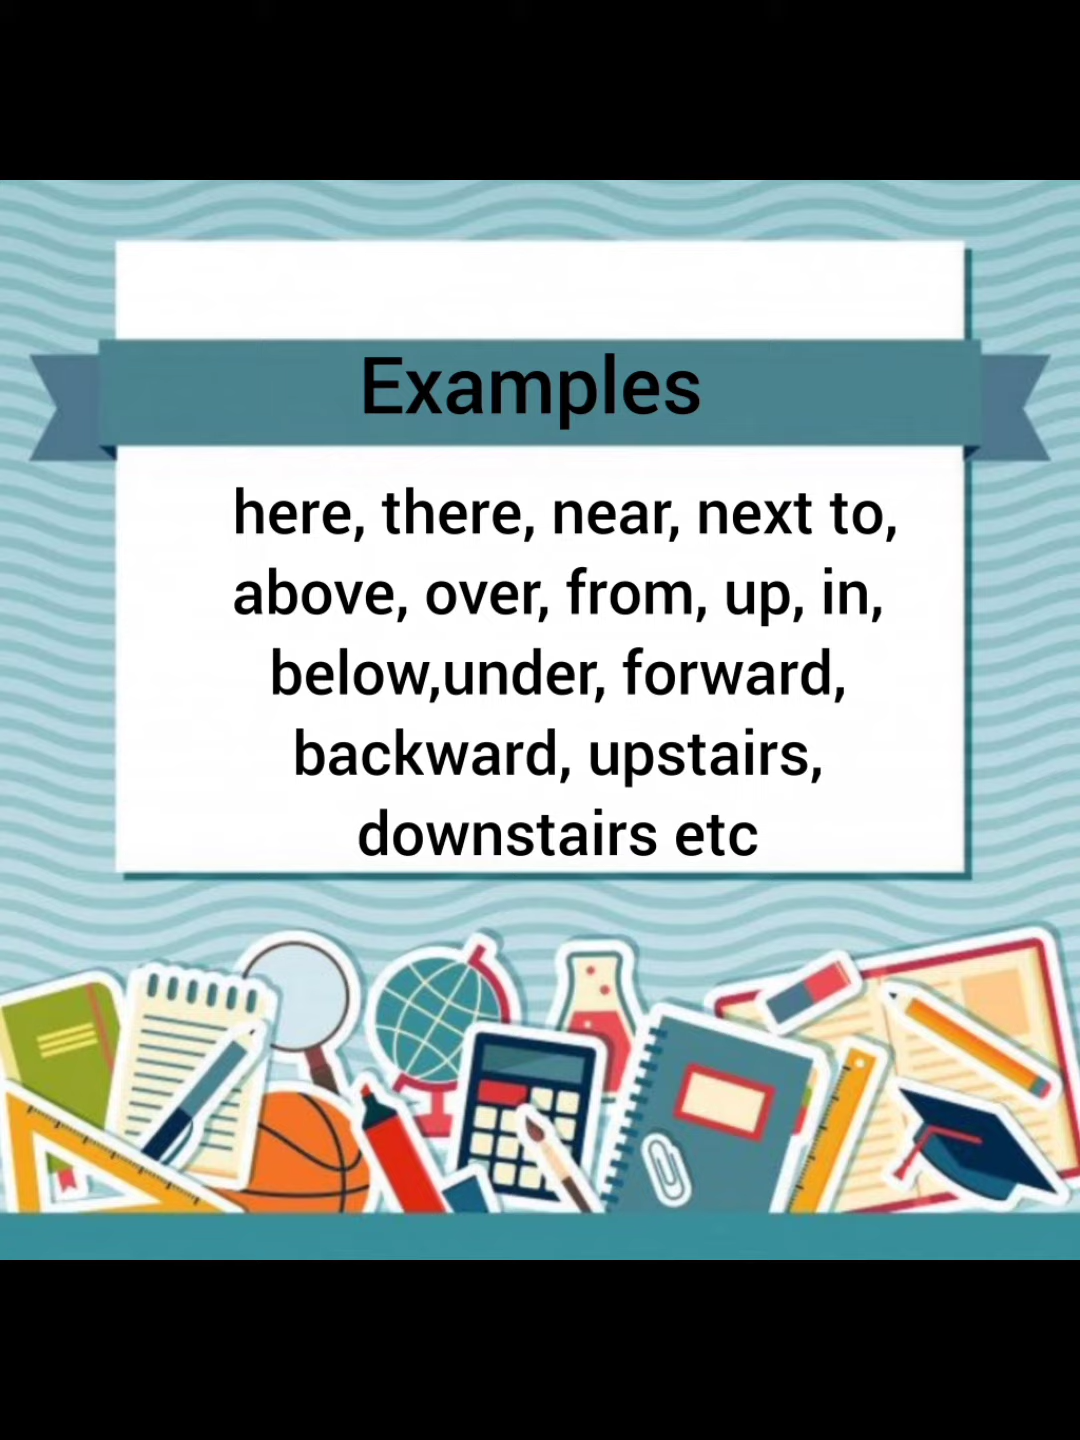 Examples
here, there, near, next to,
above, over, from, up, in,
below,under, forward,
backward, upstairs,
downstairs etc